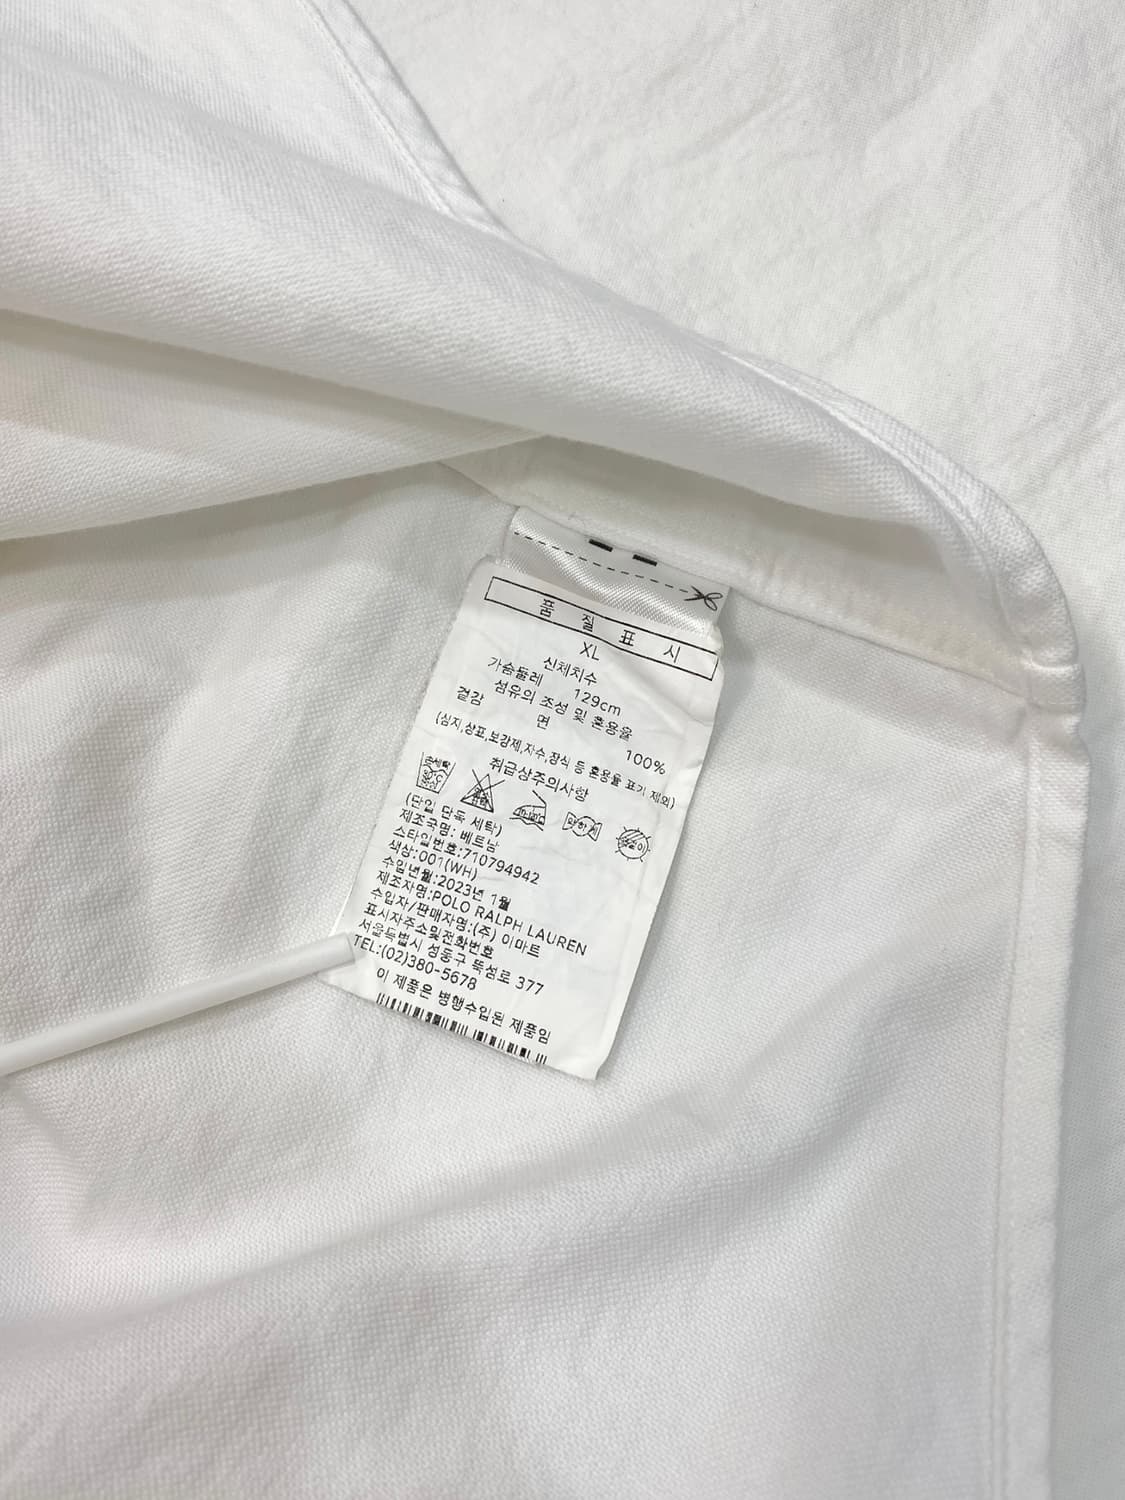 품 질 표 시
XL
신체치수
가슴둘레 129cm
섬유의 조성 및 혼용율
겉감 면 100%
(심지,상표,보강제,자수,장식 등 혼용율 표기 제외)
취급상주의사항
약하게
(단일 단독 세탁)
제조국명: 베트남
스타일번호:710794942
색상:001(WH)
수입년월:2023년 1월
제조자명:POLO RALPH LAUREN
수입자/판매자명:(주) 이마트
표시자주소및전화번호
서울특별시 성동구 뚝섬로 377
TEL:(02)380-5678
이 제품은 병행수입된 제품임